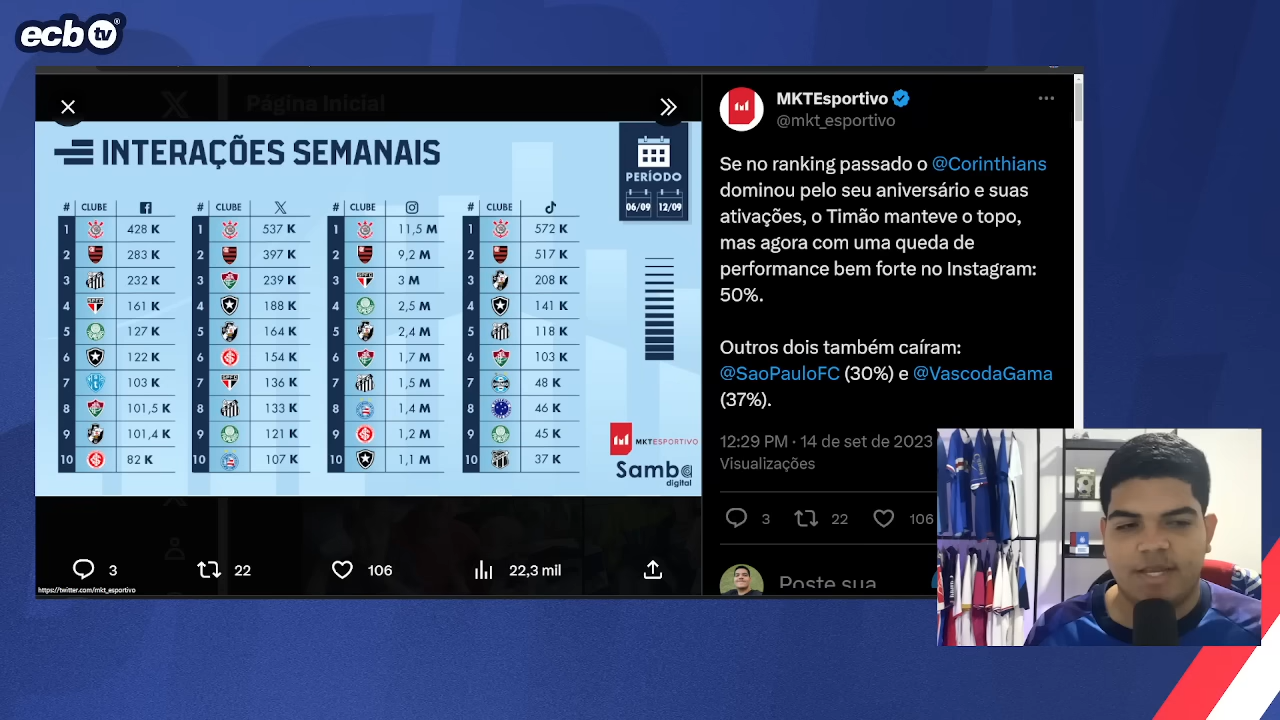 ecb tv
Página Inicial
INTERAÇÕES SEMANAIS
PERÍODO
06/09 12/09
# CLUBE # CLUBE # CLUBE # CLUBE
1 428 K 1 537 K 1 11,5 M 1 572 K
2 283 K 2 397 K 2 9,2 M 2 517 K
3 232 K 3 239 K 3 3 M 3 208 K
4 161 K 4 188 K 4 2,5 M 4 141 K
5 127 K 5 164 K 5 2,4 M 5 118 K
6 122 K 6 154 K 6 1,7 M 6 103 K
7 103 K 7 136 K 7 1,5 M 7 48 K
8 101,5 K 8 133 K 8 1,4 M 8 46 K
9 101,4 K 9 121 K 9 1,2 M 9 45 K
10 82 K 10 107 K 10 1,1 M 10 37 K
MKTESPORTIVO
Samba
digital
3 22 106 22,3 mil
https://twitter.com/mkt_esportivo
MKTEsportivo
@mkt_esportivo
Se no ranking passado o @Corinthians
dominou pelo seu aniversário e suas
ativações, o Timão manteve o topo,
mas agora com uma queda de
performance bem forte no Instagram:
50%.
Outros dois também caíram:
@SaoPauloFC (30%) e @VascodaGama
(37%).
12:29 PM · 14 de set de 2023
Visualizações
3 22 106
Poste sua